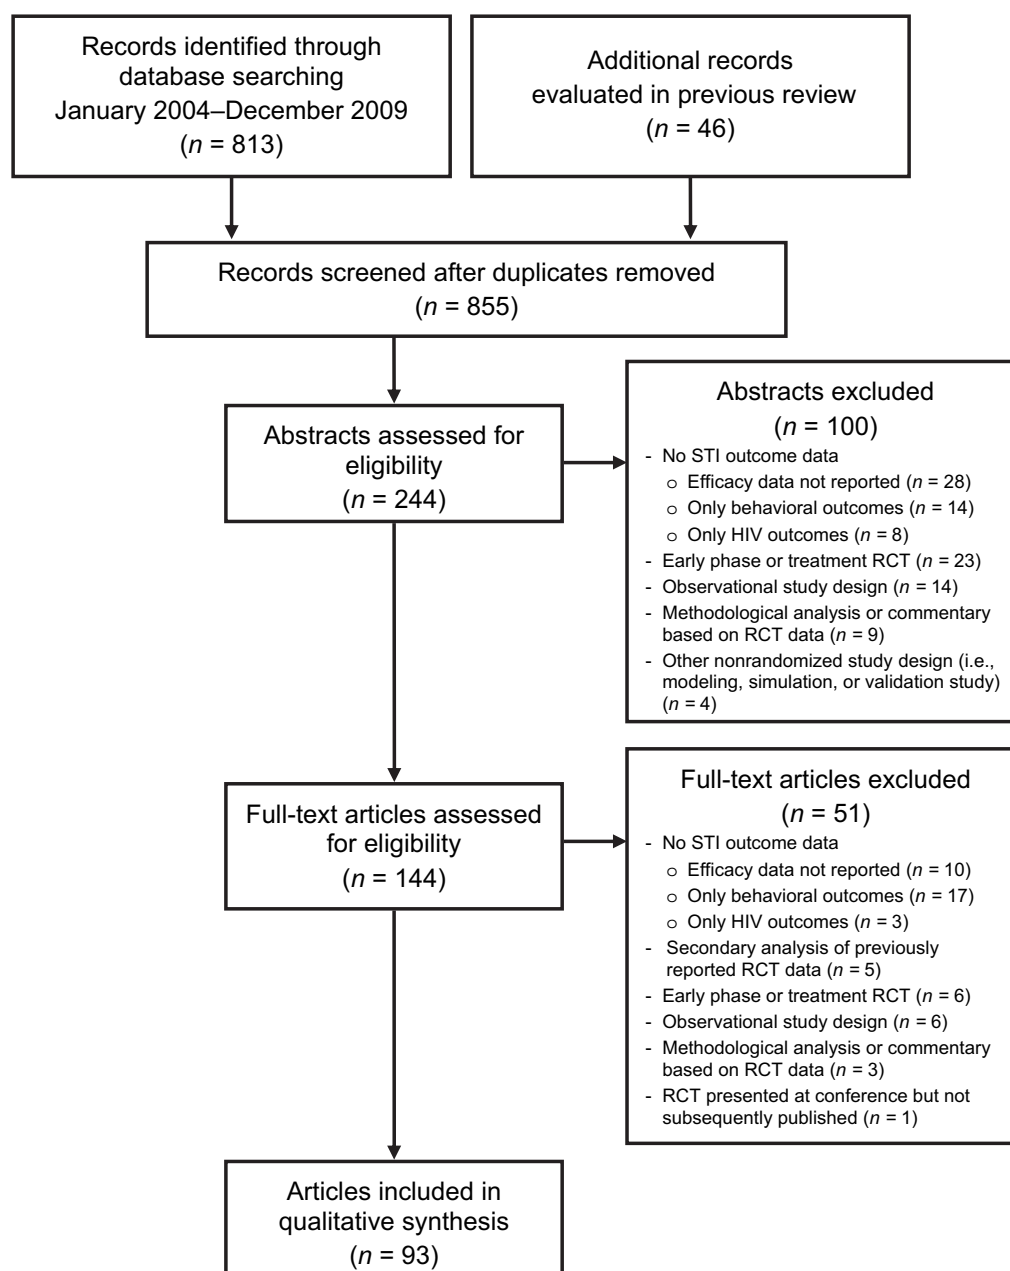 Records identified through
database searching
January 2004–December 2009
(n = 813)
Additional records
evaluated in previous review
(n = 46)
Records screened after duplicates removed
(n = 855)
Abstracts assessed for
eligibility
(n = 244)
Abstracts excluded
(n = 100)
- No STI outcome data
o Efficacy data not reported (n = 28)
o Only behavioral outcomes (n = 14)
o Only HIV outcomes (n = 8)
- Early phase or treatment RCT (n = 23)
- Observational study design (n = 14)
- Methodological analysis or commentary
based on RCT data (n = 9)
- Other nonrandomized study design (i.e.,
modeling, simulation, or validation study)
(n = 4)
Full-text articles assessed
for eligibility
(n = 144)
Full-text articles excluded
(n = 51)
- No STI outcome data
o Efficacy data not reported (n = 10)
o Only behavioral outcomes (n = 17)
o Only HIV outcomes (n = 3)
- Secondary analysis of previously
reported RCT data (n = 5)
- Early phase or treatment RCT (n = 6)
- Observational study design (n = 6)
- Methodological analysis or commentary
based on RCT data (n = 3)
- RCT presented at conference but not
subsequently published (n = 1)
Articles included in
qualitative synthesis
(n = 93)